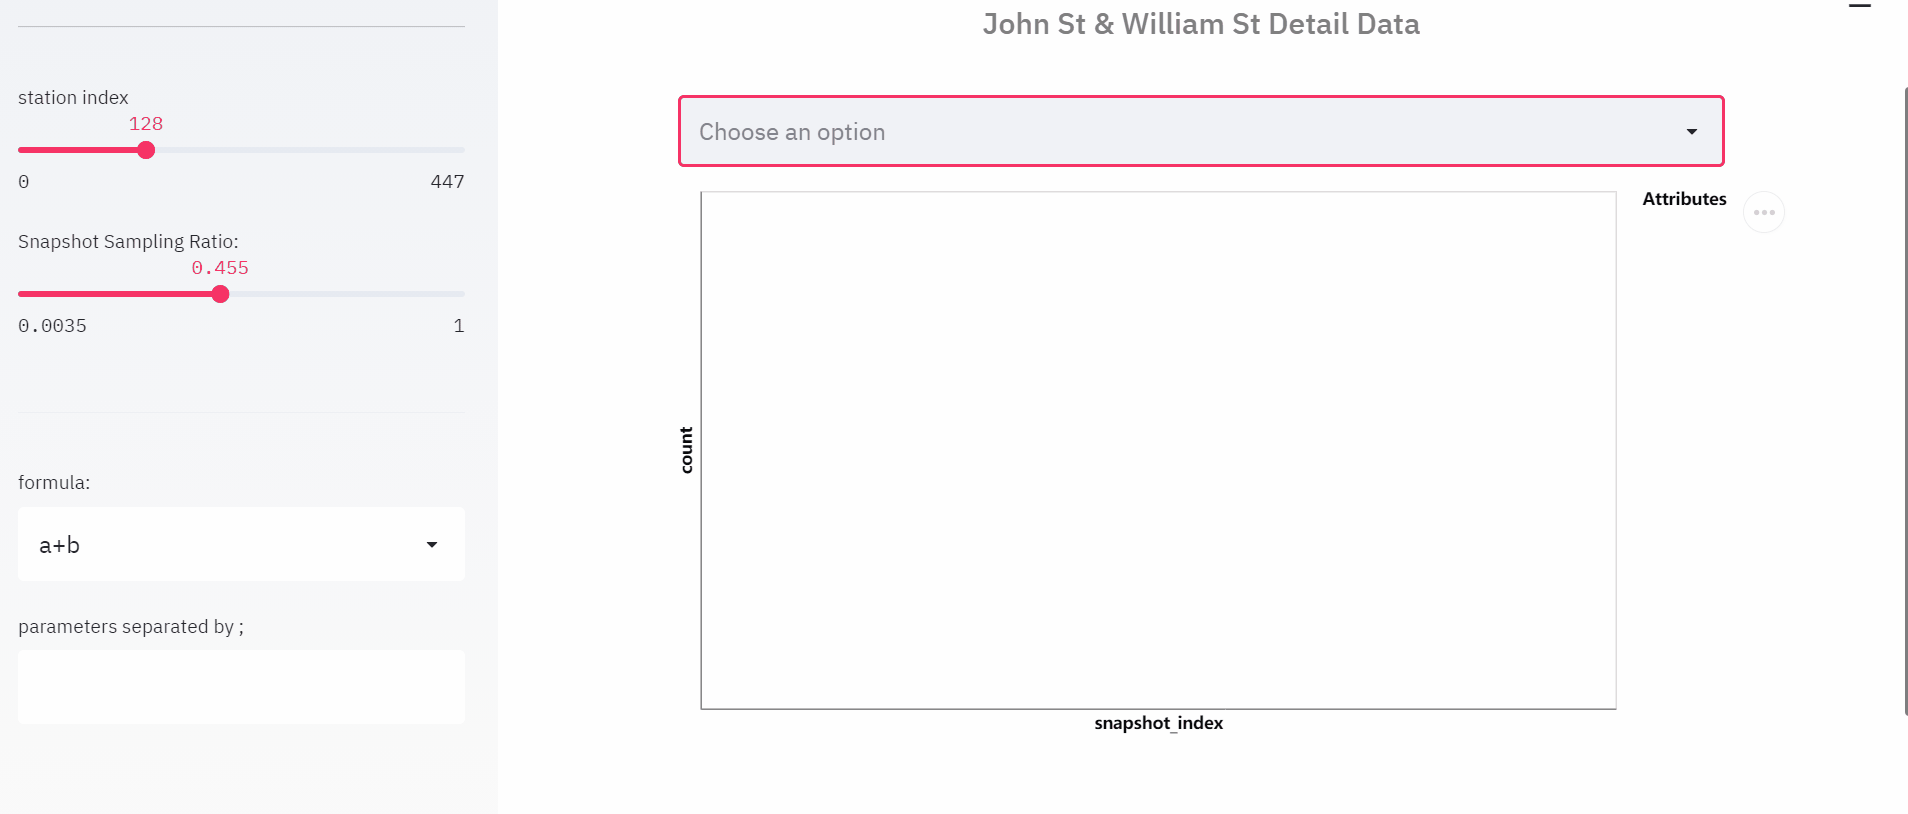 station index
128
0
447
Snapshot Sampling Ratio:
0.455
0.0035
1
formula:
a+b
parameters separated by ;
John St & William St Detail Data
Choose an option
Attributes
count
snapshot_index